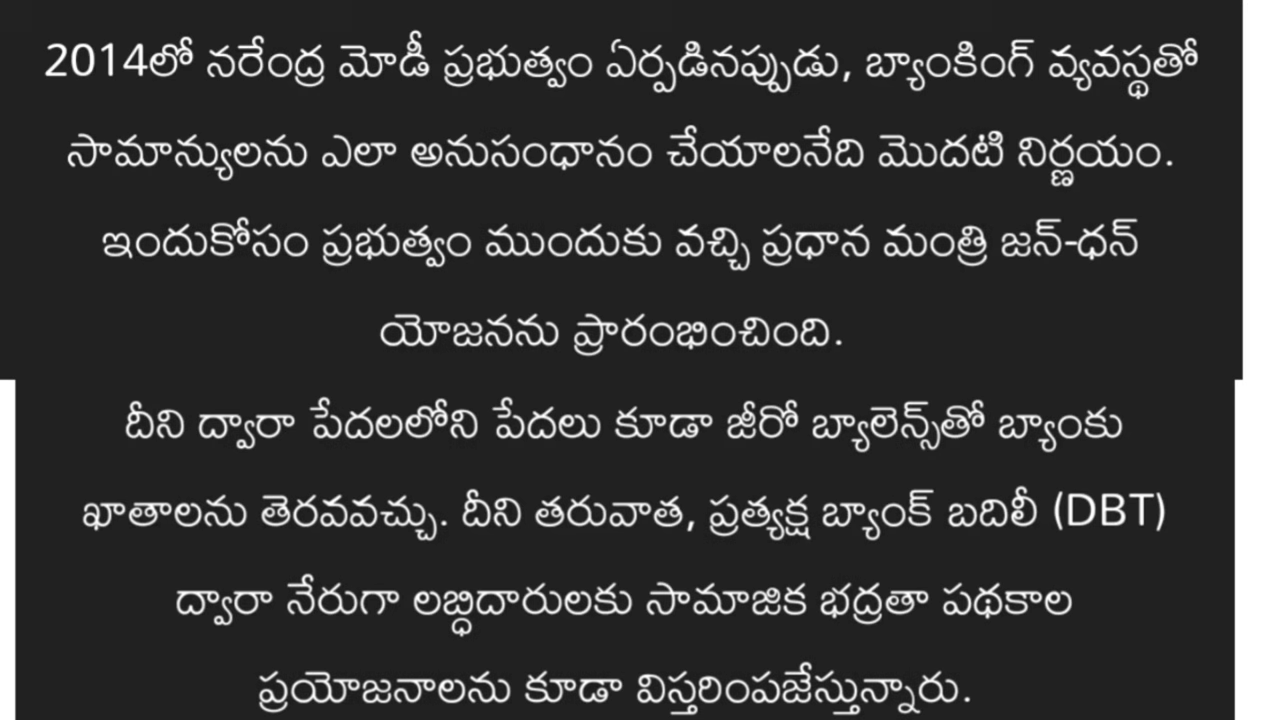 2014లో నరేంద్ర మోడీ ప్రభుత్వం ఏర్పడినప్పుడు, బ్యాంకింగ్ వ్యవస్థతో
సామాన్యులను ఎలా అనుసంధానం చేయాలనేది మొదటి నిర్ణయం.
ఇందుకోసం ప్రభుత్వం ముందుకు వచ్చి ప్రధాన మంత్రి జన్-ధన్
యోజనను ప్రారంభించింది.
దీని ద్వారా పేదలలోని పేదలు కూడా జీరో బ్యాలెన్స్‌తో బ్యాంకు
ఖాతాలను తెరవవచ్చు. దీని తరువాత, ప్రత్యక్ష బ్యాంక్ బదిలీ (DBT)
ద్వారా నేరుగా లబ్ధిదారులకు సామాజిక భద్రతా పథకాల
ప్రయోజనాలను కూడా విస్తరింపజేస్తున్నారు.